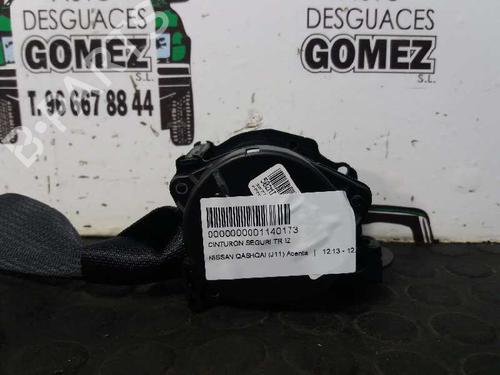 AUTO
DESGUACES
GOMEZ S.L.
T. 96 667 88 44
DESGUACES
GOMEZ
0000000001140173
CINTURON SEGURI TR IZ
NISSAN QASHQAI (J11) Acenta | 12.13 - 12.